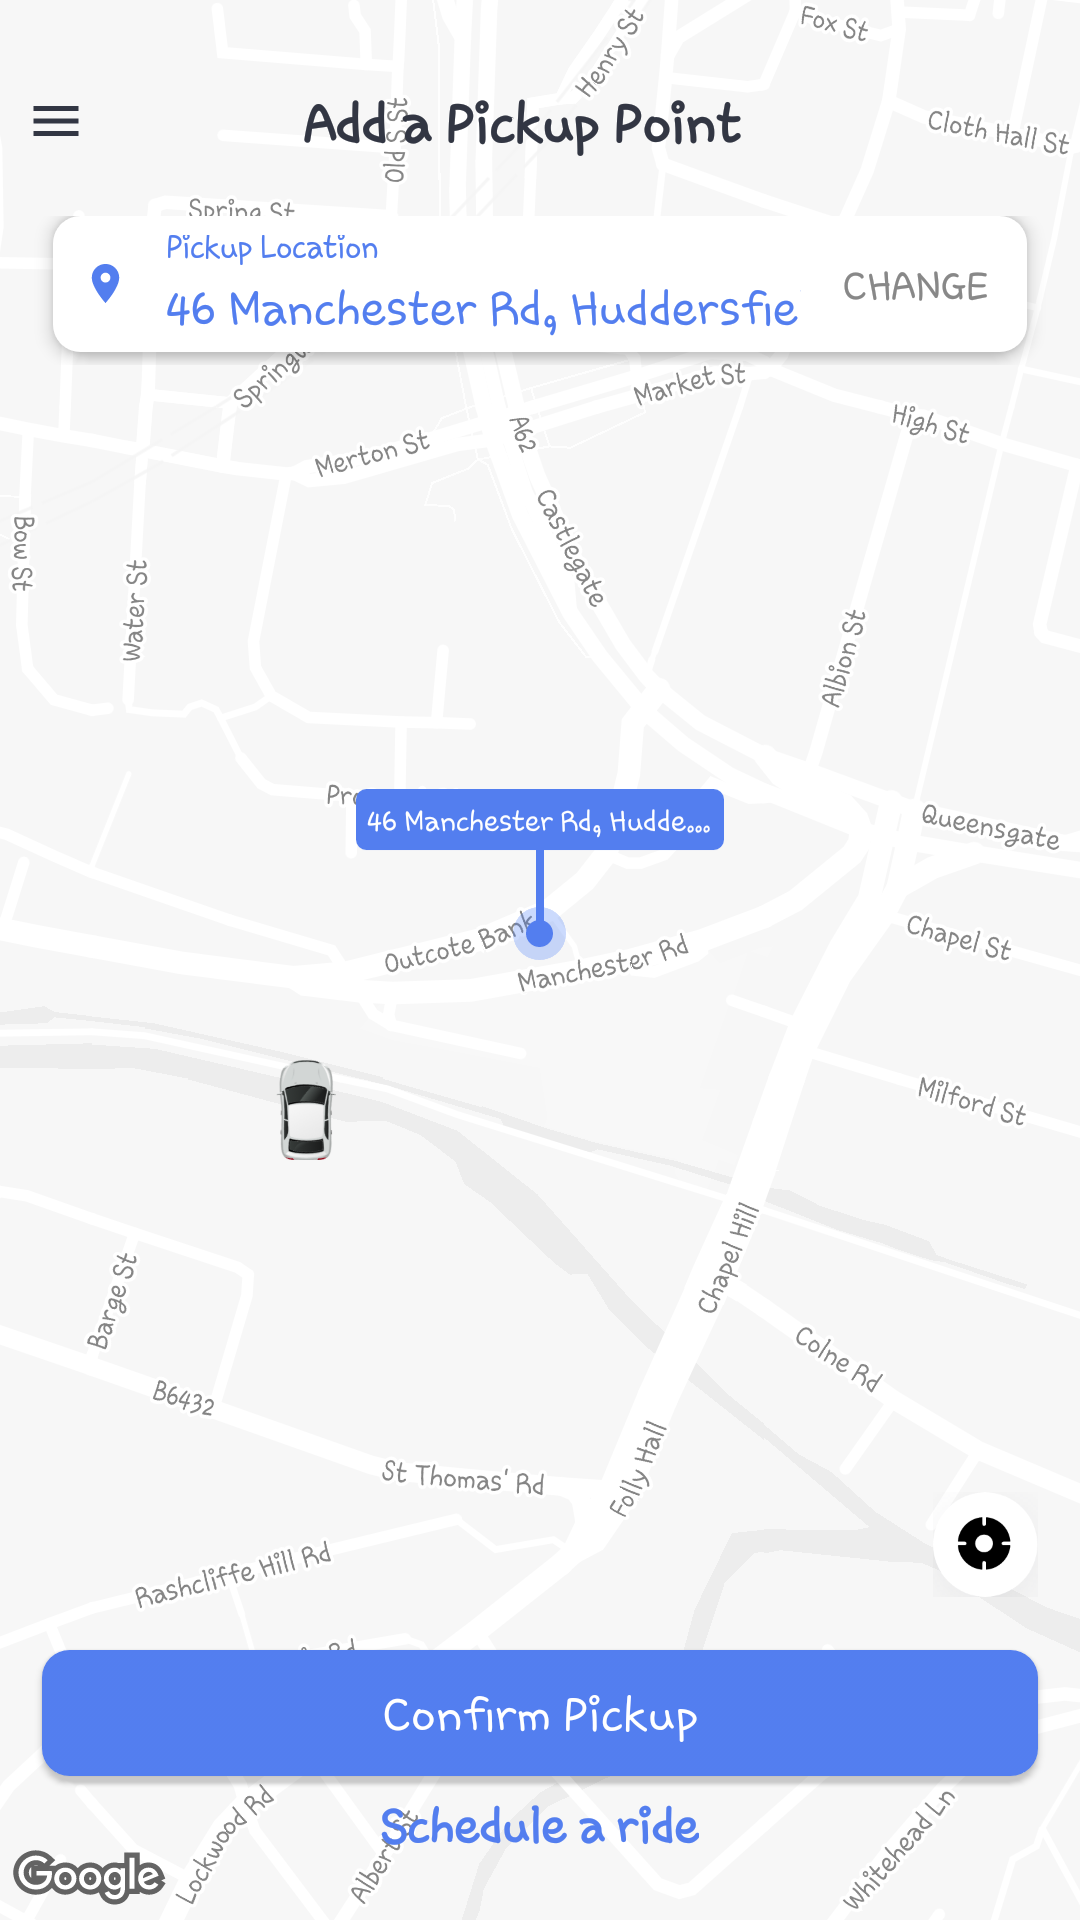 Fox St
Henry St
Old S St
Add a Pickup Point
Cloth Hall St
Spring St
Pickup Location
46 Manchester Rd, Huddersfie
CHANGE
Market St
High St
A62
Merton St
Castlegate
Bow St
Water St
Albion St
46 Manchester Rd, Hudde...
Queensgate
Outcote Bank
Chapel St
Manchester Rd
Milford St
Chapel Hill
Barge St
Colne Rd
B6432
St Thomas' Rd
Folly Hall
Rashcliffe Hill Rd
Rd
Confirm Pickup
Schedule a ride
Lockwood Rd
Albert St
Whitehead Ln
Google